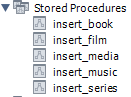 Stored Procedures
insert_book
insert_film
insert_media
insert_music
insert_series